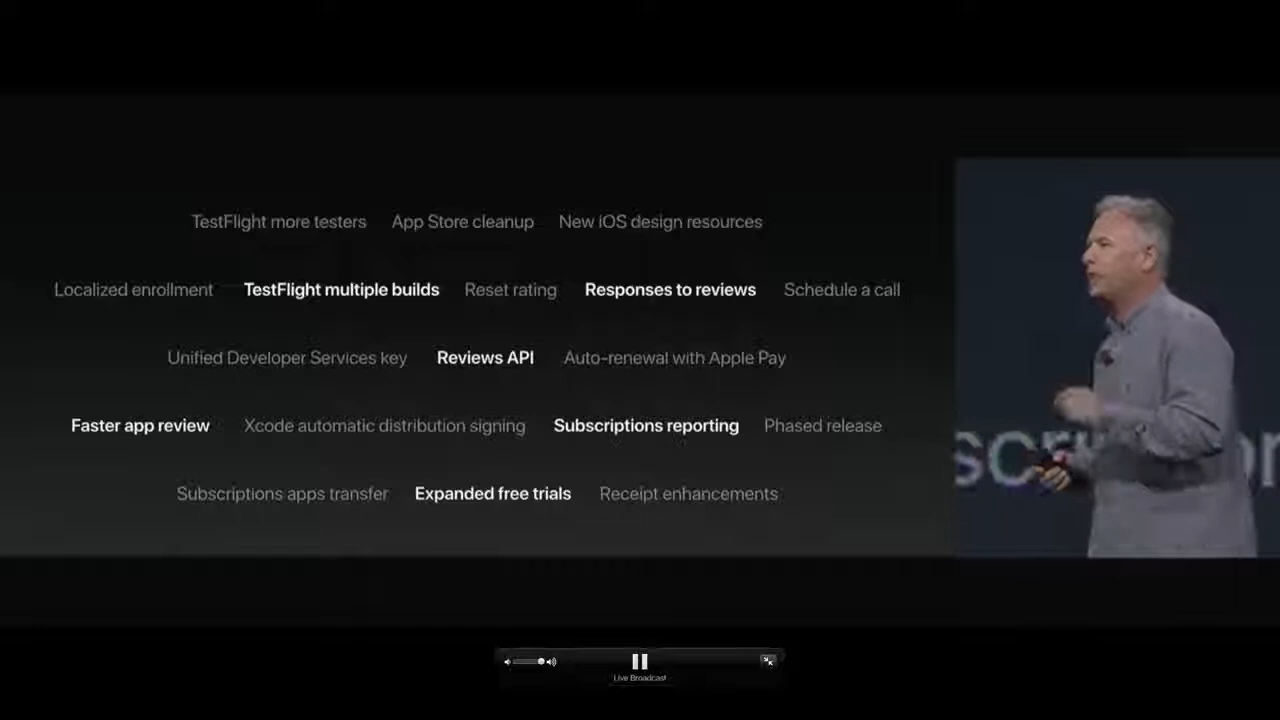 TestFlight more testers App Store cleanup New iOS design resources
Localized enrollment TestFlight multiple builds Reset rating Responses to reviews Schedule a call
Unified Developer Services key Reviews API Auto-renewal with Apple Pay
Faster app review Xcode automatic distribution signing Subscriptions reporting Phased release
Subscriptions apps transfer Expanded free trials Receipt enhancements
Live Broadcast